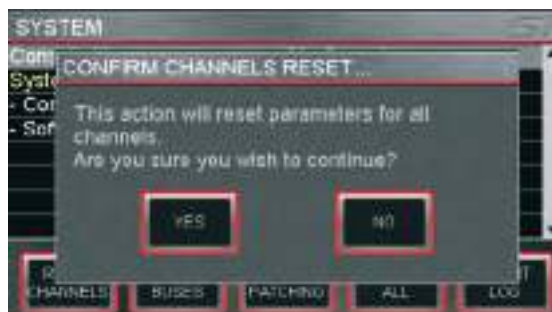 SYSTEM
CONFIRM CHANNELS RESET...
This action will reset parameters for all
channels.
Are you sure you wish to continue?
YES
NO
CHANNELS BUSES PATCHING ALL LOG